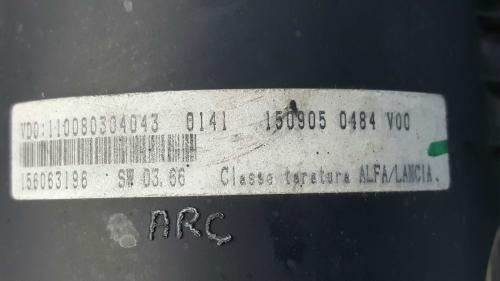 VDO:110080304043 0141 150905 0484 V00
156063196 SW 03.66 Classe taratura ALFA/LANCIA.
ARC